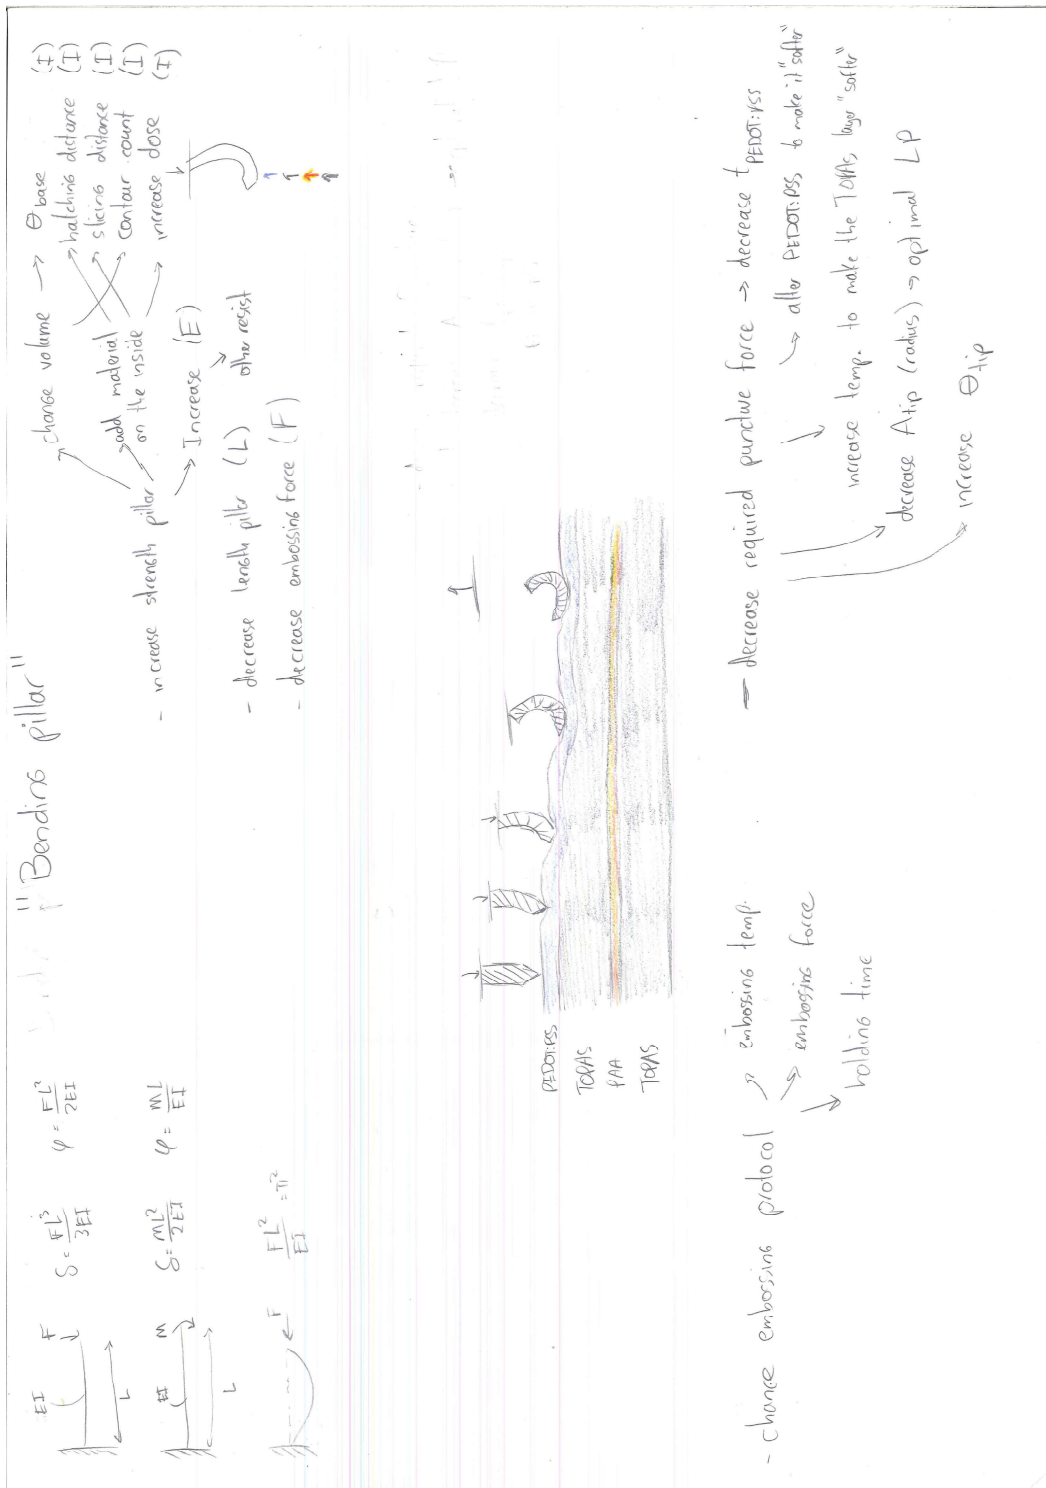 "Bending pillar"
EI
F
L
δ = FL³/3EI
φ = FL²/2EI
EI
M
L
δ = ML²/2EI
φ = ML/EI
F
FL²/EI = π²
- increase strength pillar
change volume → θbase (I)
add material
on the inside
hatching distance (I)
slicing distance (I)
contour count (I)
increase dose (I)
Increase (E)
other resist
- decrease length pillar (L)
- decrease embossing force (F)
PEDOT:PSS
TOPAS
PAA
TOPAS
- change embossing protocol
embossing temp.
embossing force
holding time
- decrease required puncture force → decrease tPEDOT:PSS
alter PEDOT:PSS, to make it "softer"
increase temp. to make the TOPAS layer "softer"
decrease Atip (radius) → optimal LP
increase θtip